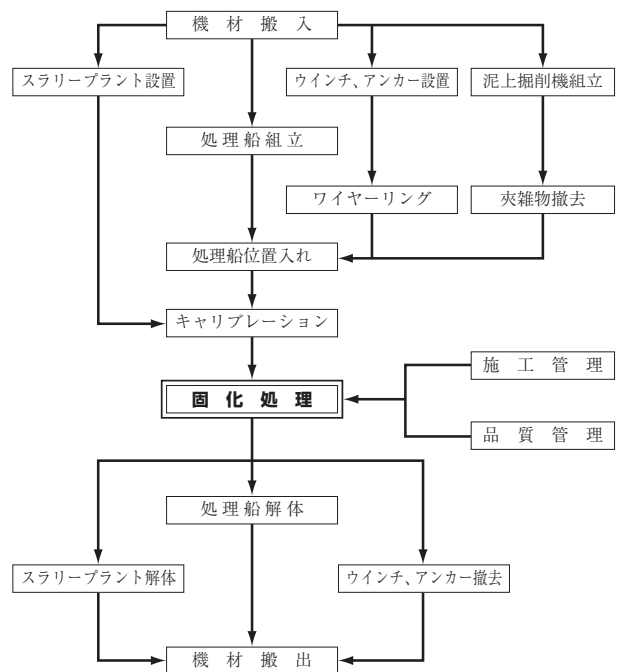 機材搬入
スラリープラント設置
ウインチ、アンカー設置
泥上掘削機組立
処理船組立
ワイヤーリング
夾雑物撤去
処理船位置入れ
キャリブレーション
施工管理
固化処理
品質管理
処理船解体
スラリープラント解体
ウインチ、アンカー撤去
機材搬出